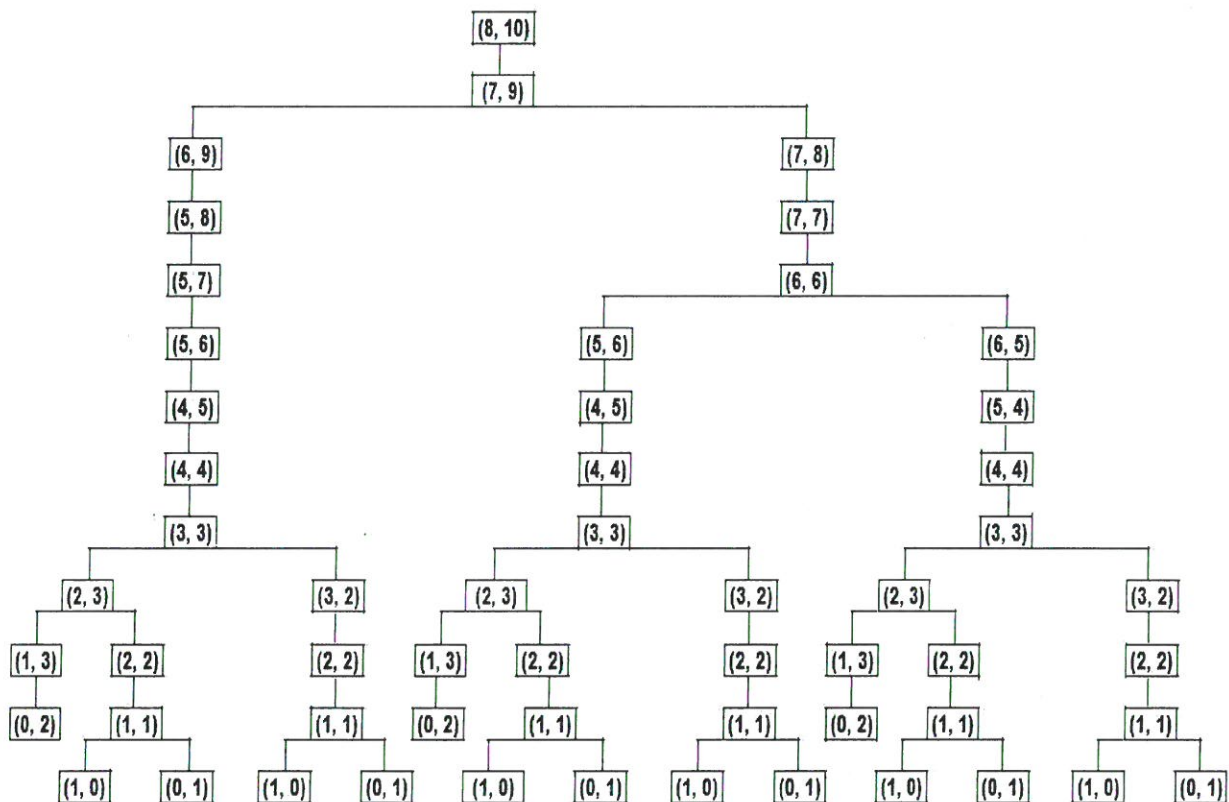 (8, 10)
(7, 9)
(6, 9) (7, 8)
(5, 8) (7, 7)
(5, 7) (6, 6)
(5, 6) (5, 6) (6, 5)
(4, 5) (4, 5) (5, 4)
(4, 4) (4, 4) (4, 4)
(3, 3) (3, 3) (3, 3)
(2, 3) (3, 2) (2, 3) (3, 2) (2, 3) (3, 2)
(1, 3) (2, 2) (2, 2) (1, 3) (2, 2) (2, 2) (1, 3) (2, 2) (2, 2)
(0, 2) (1, 1) (1, 1) (0, 2) (1, 1) (1, 1) (0, 2) (1, 1) (1, 1)
(1, 0) (0, 1) (1, 0) (0, 1) (1, 0) (0, 1) (1, 0) (0, 1) (1, 0) (0, 1) (1, 0) (0, 1)